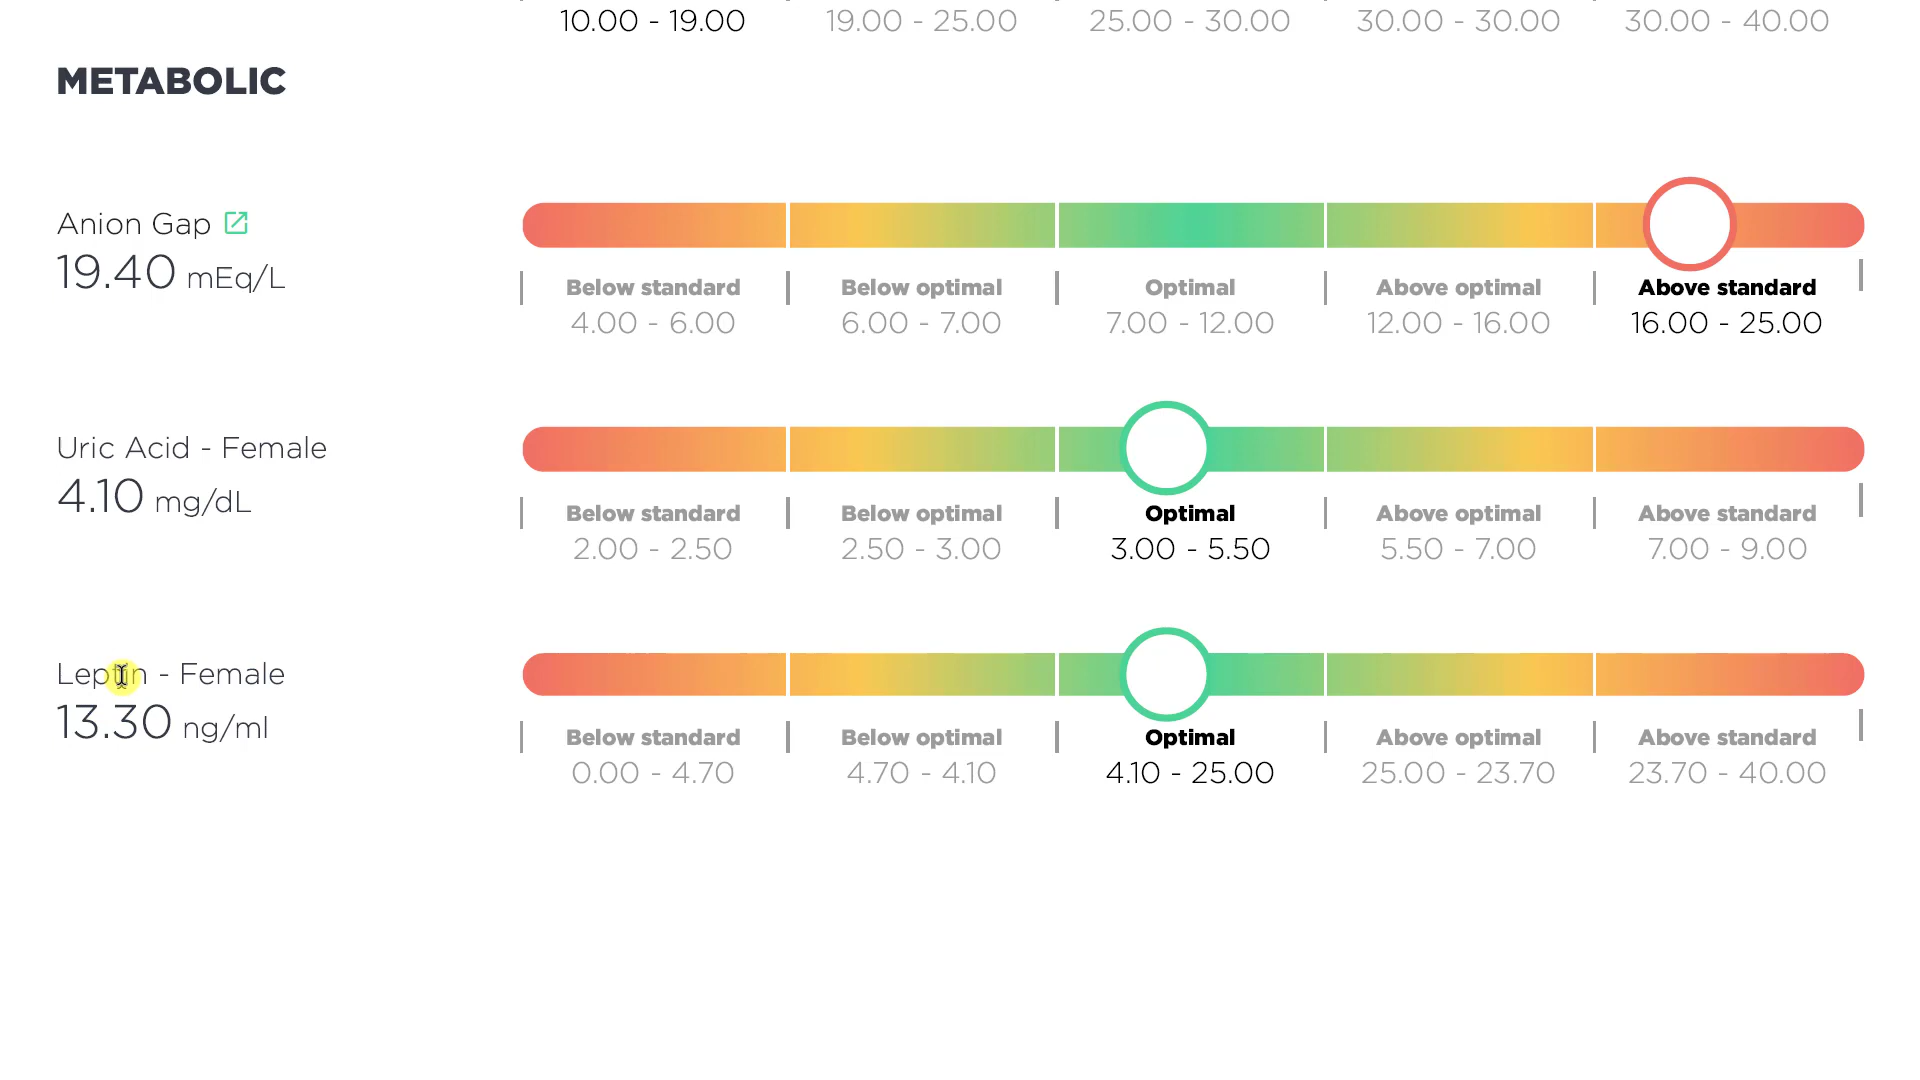 10.00 - 19.00 19.00 - 25.00 25.00 - 30.00 30.00 - 30.00 30.00 - 40.00
METABOLIC
Anion Gap
19.40 mEq/L
Below standard Below optimal Optimal Above optimal Above standard
4.00 - 6.00 6.00 - 7.00 7.00 - 12.00 12.00 - 16.00 16.00 - 25.00
Uric Acid - Female
4.10 mg/dL
Below standard Below optimal Optimal Above optimal Above standard
2.00 - 2.50 2.50 - 3.00 3.00 - 5.50 5.50 - 7.00 7.00 - 9.00
Leptin - Female
13.30 ng/ml
Below standard Below optimal Optimal Above optimal Above standard
0.00 - 4.70 4.70 - 4.10 4.10 - 25.00 25.00 - 23.70 23.70 - 40.00